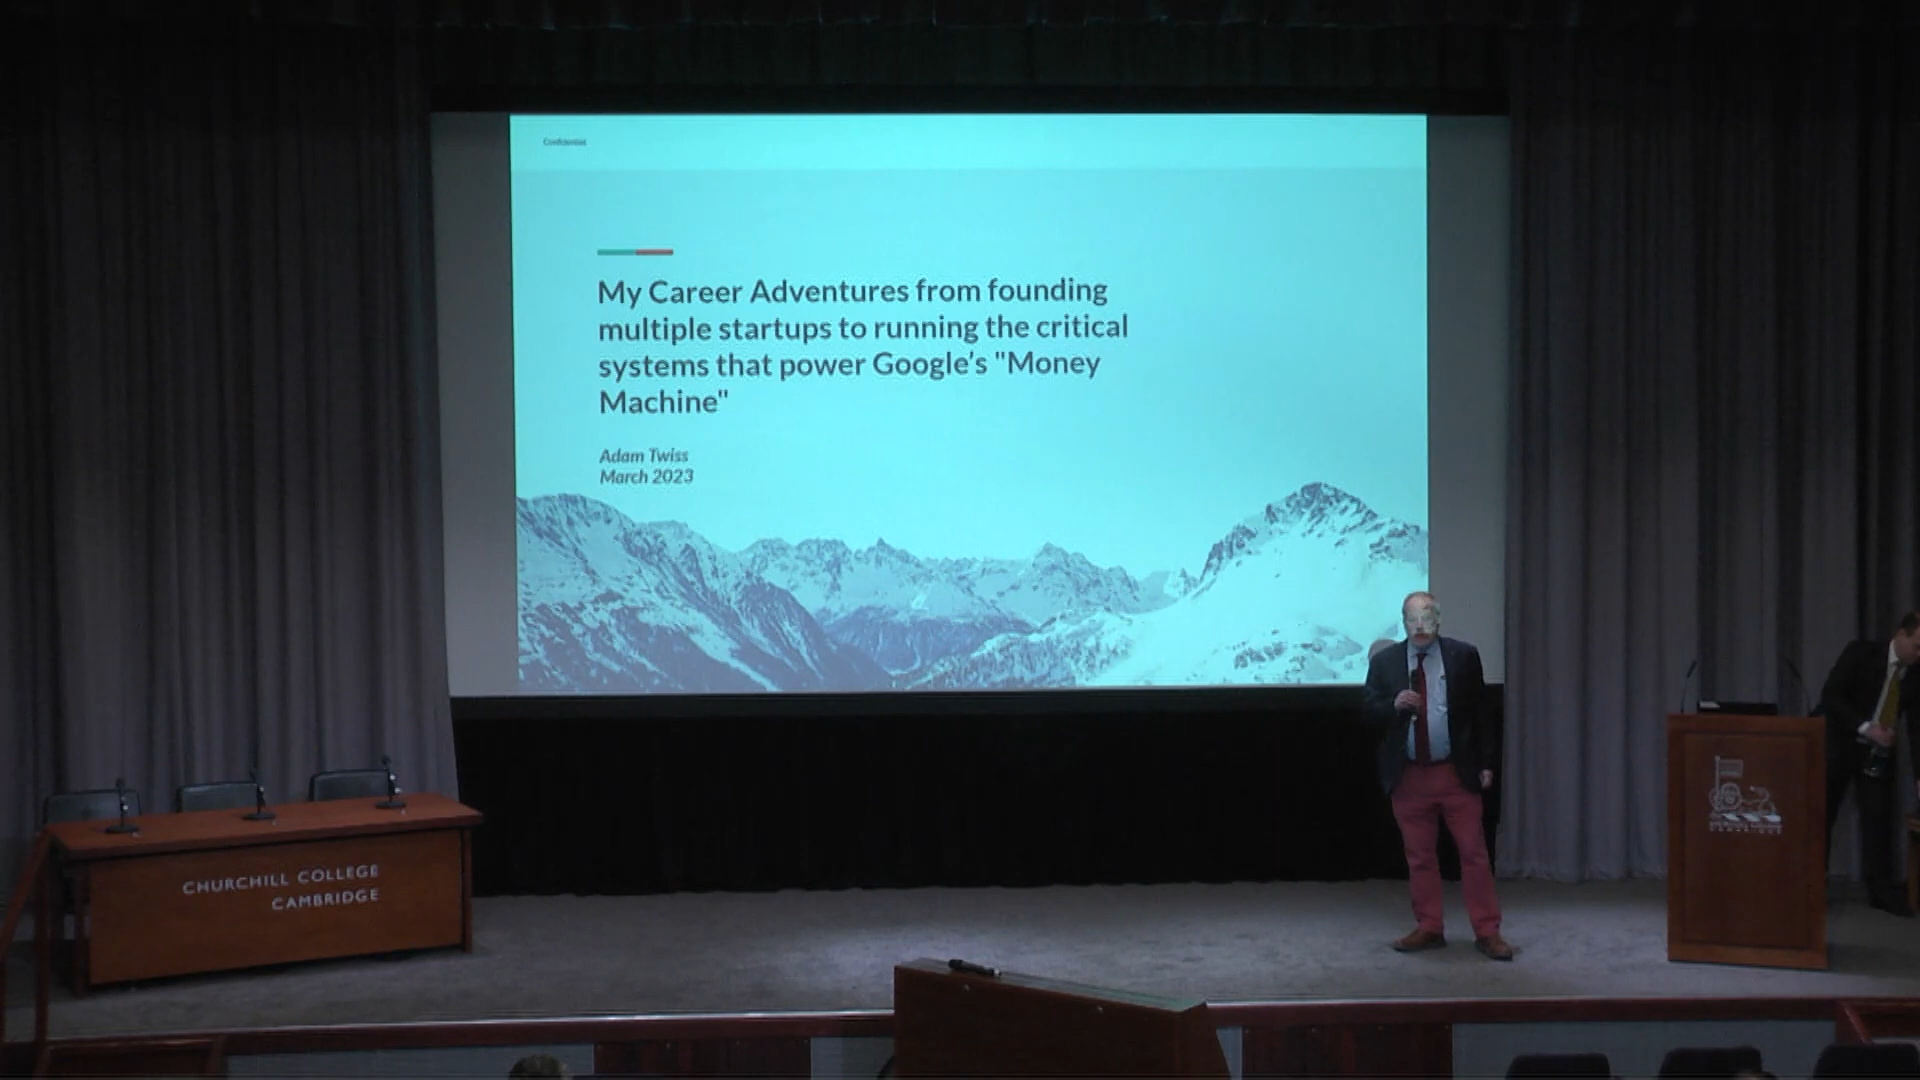 Confidential
My Career Adventures from founding
multiple startups to running the critical
systems that power Google's "Money
Machine"
Adam Twiss
March 2023
CHURCHILL COLLEGE
CAMBRIDGE